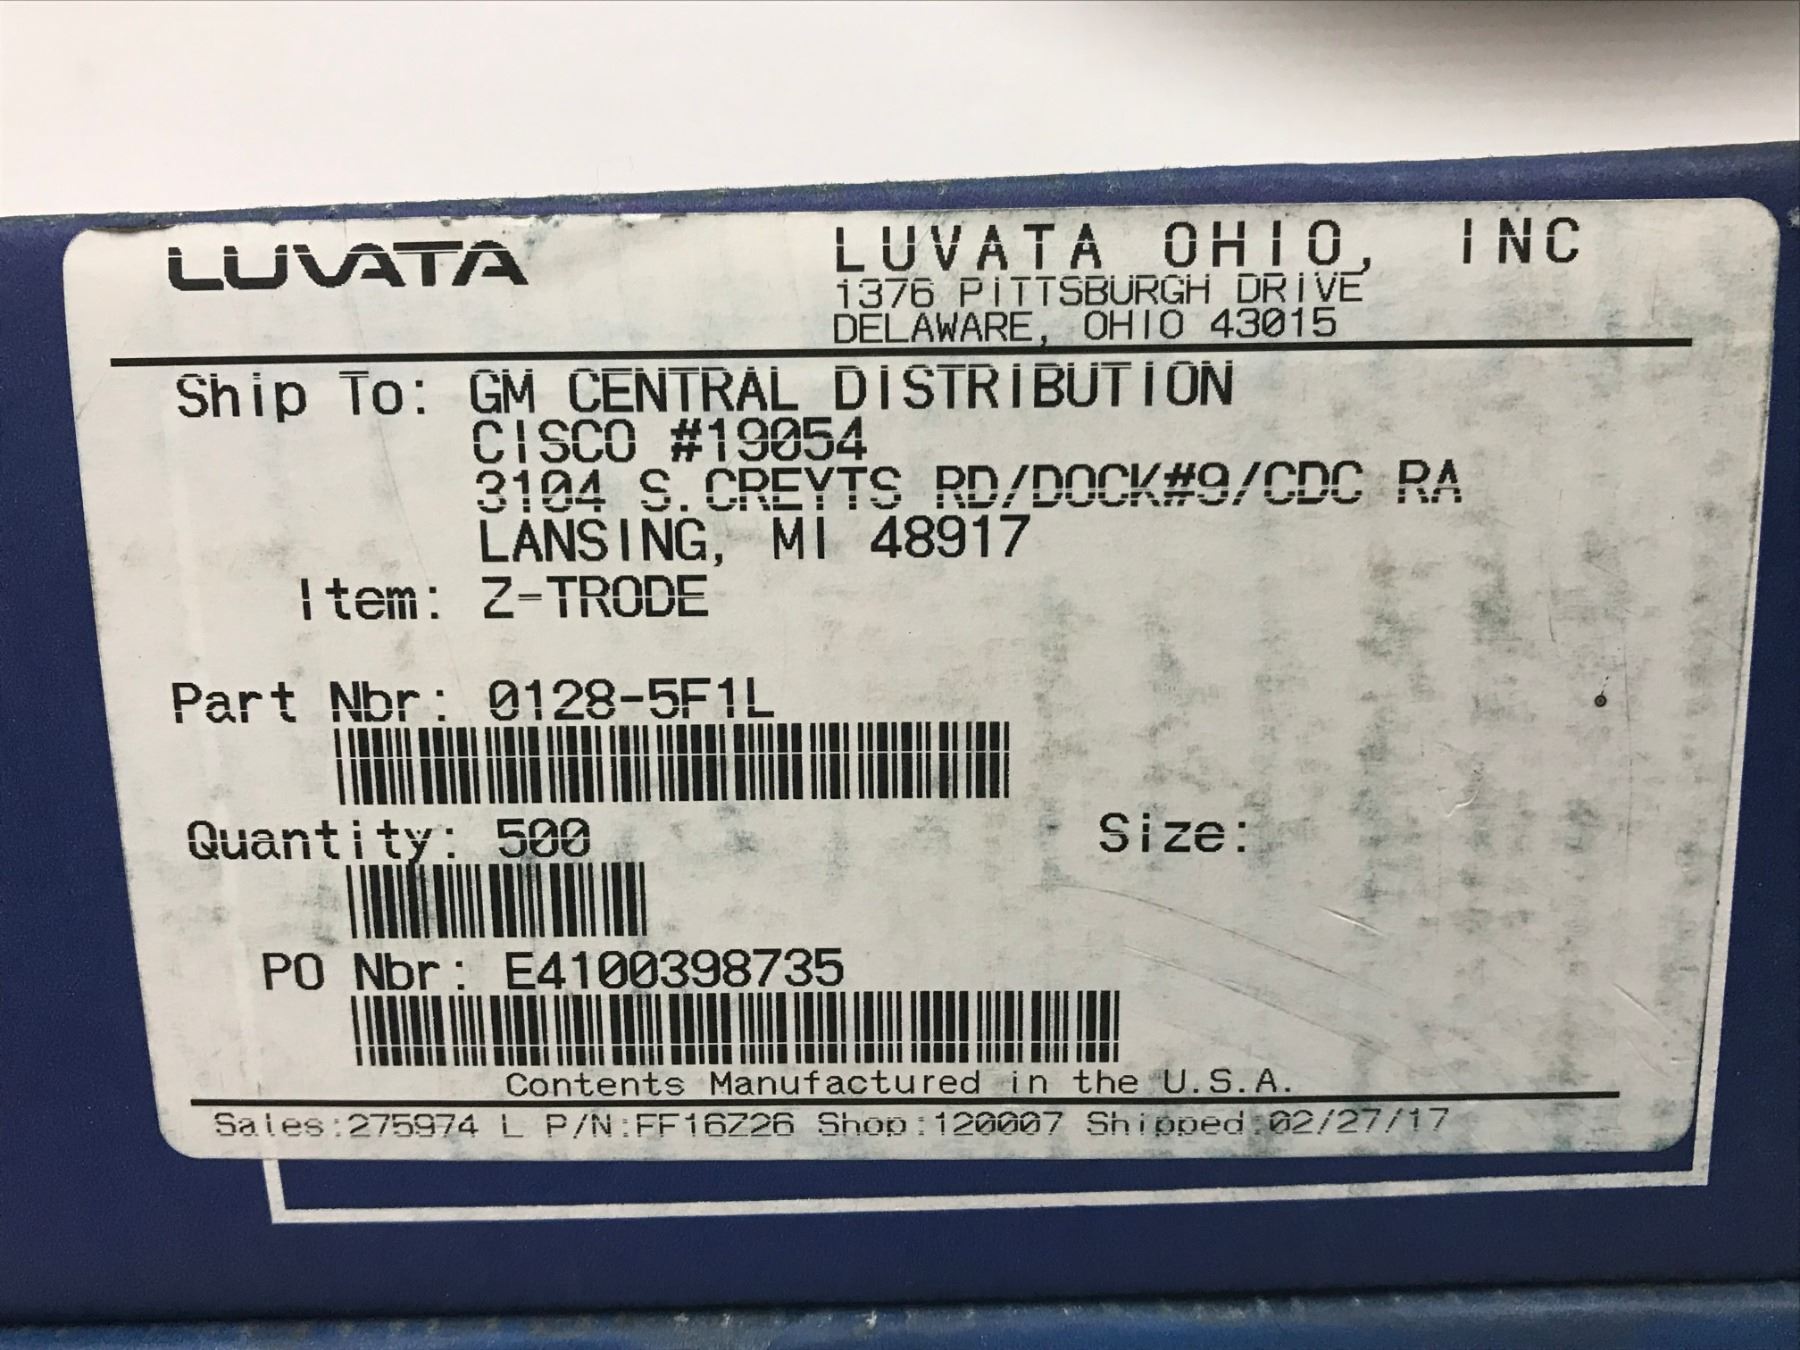 LUVATA
LUVATA OHIO, INC
1376 PITTSBURGH DRIVE
DELAWARE, OHIO 43015
Ship To: GM CENTRAL DISTRIBUTION
CISCO #19054
3104 S.CREYTS RD/DOCK#9/CDC RA
LANSING, MI 48917
Item: Z-TRODE
Part Nbr: 0128-5F1L
Quantity: 500
Size:
PO Nbr: E4100398735
Contents Manufactured in the U.S.A.
Sales:275974 L P/N:FF16Z26 Shop:120007 Shipped:02/27/17